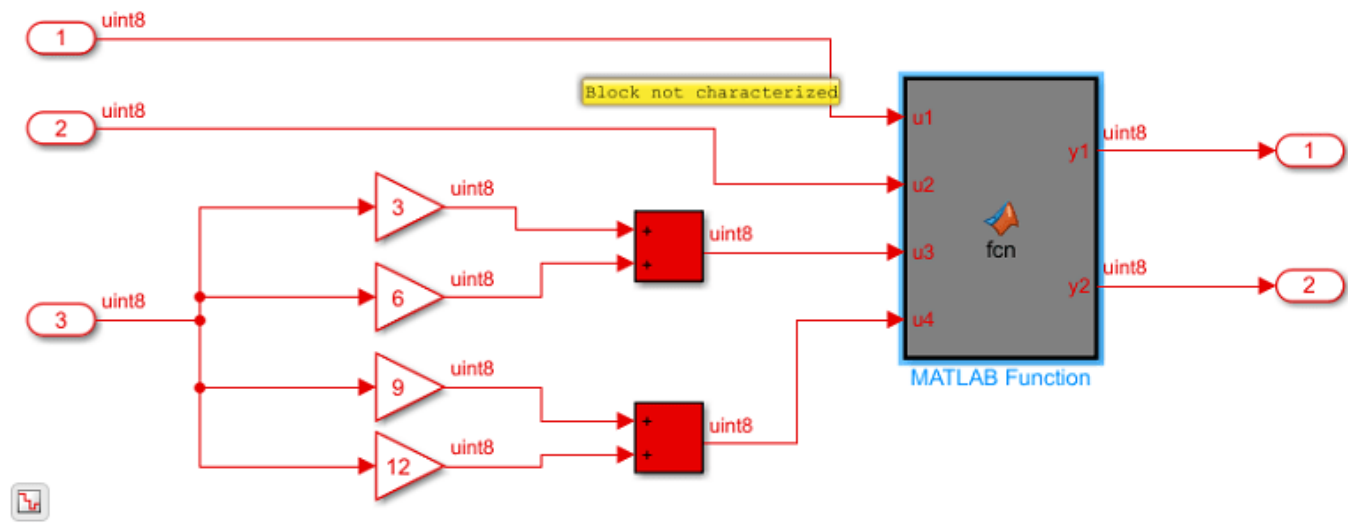 uint8
1
Block not characterized
uint8
2
u1
uint8
y1
1
u2
uint8
3
+
uint8
+
u3
fcn
uint8
6
uint8
y2
2
uint8
3
u4
MATLAB Function
uint8
9
+
uint8
+
uint8
12